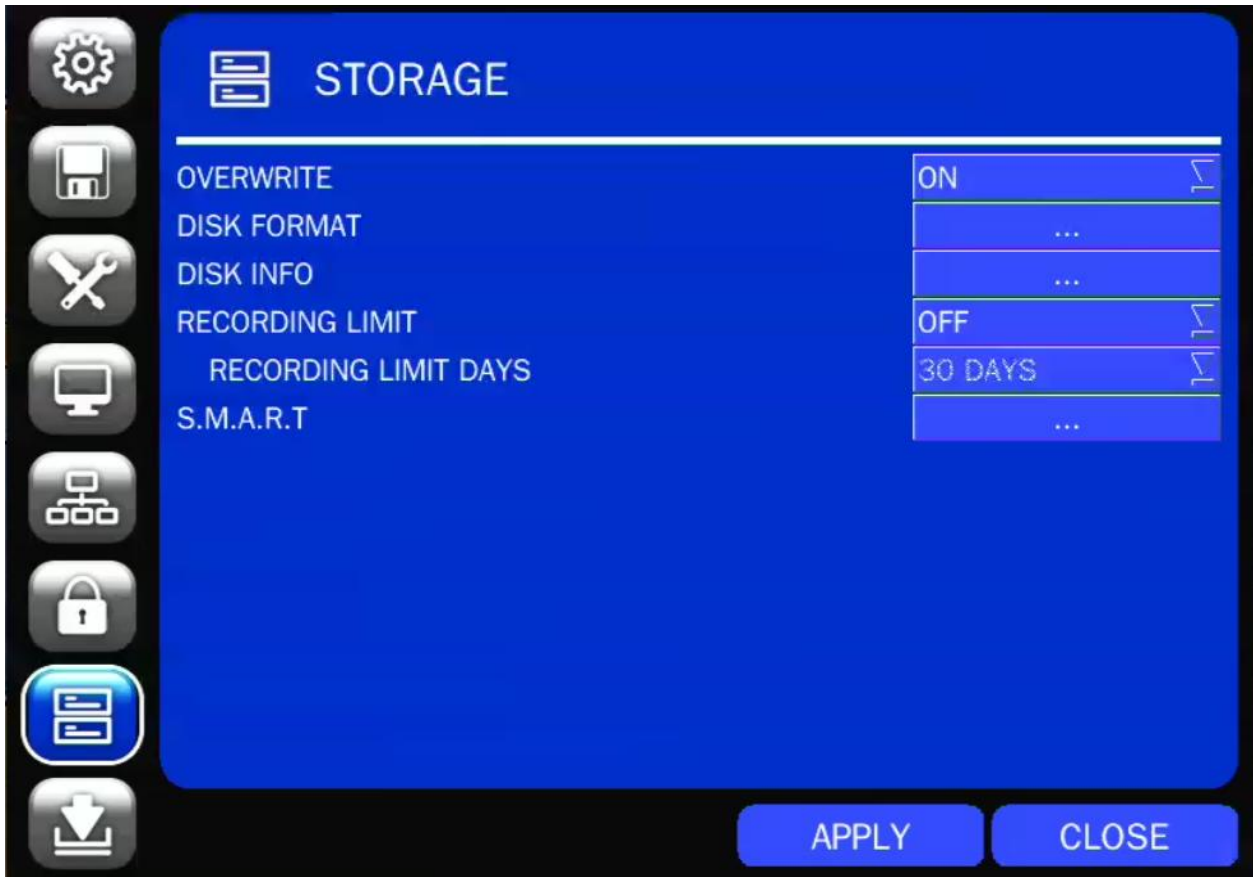 STORAGE
OVERWRITE ON
DISK FORMAT ...
DISK INFO ...
RECORDING LIMIT OFF
RECORDING LIMIT DAYS 30 DAYS
S.M.A.R.T ...
APPLY CLOSE